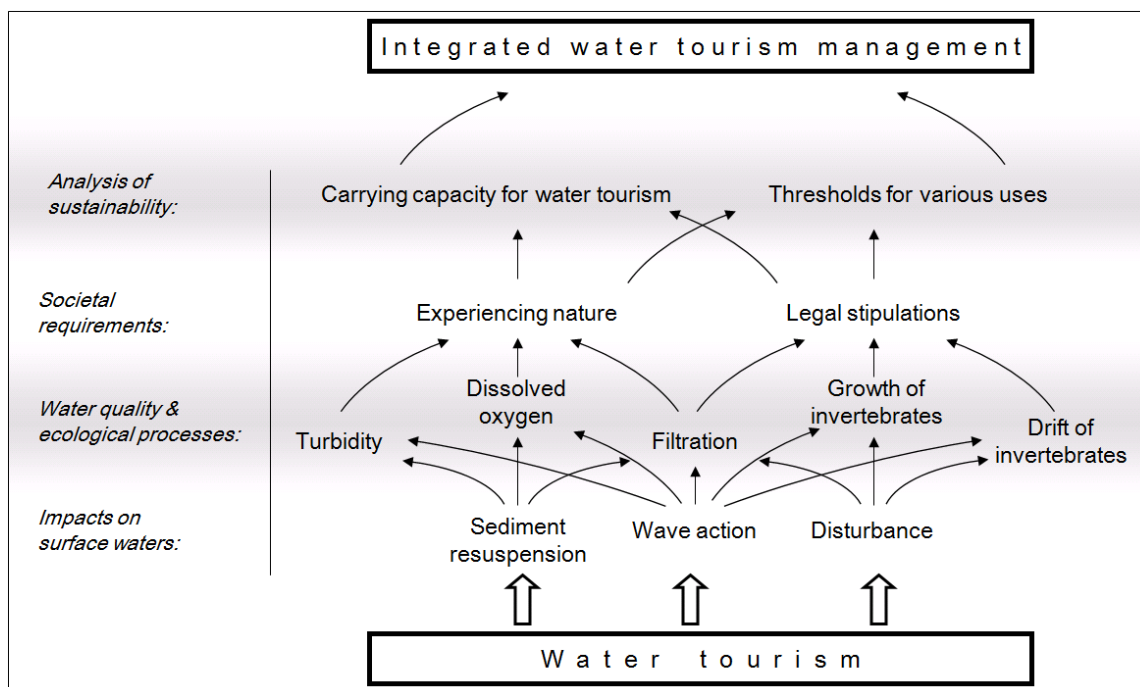 Integrated water tourism management
Analysis of
sustainability:
Carrying capacity for water tourism
Thresholds for various uses
Societal
requirements:
Experiencing nature
Legal stipulations
Water quality &
ecological processes:
Turbidity
Dissolved
oxygen
Filtration
Growth of
invertebrates
Drift of
invertebrates
Impacts on
surface waters:
Sediment
resuspension
Wave action
Disturbance
Water tourism